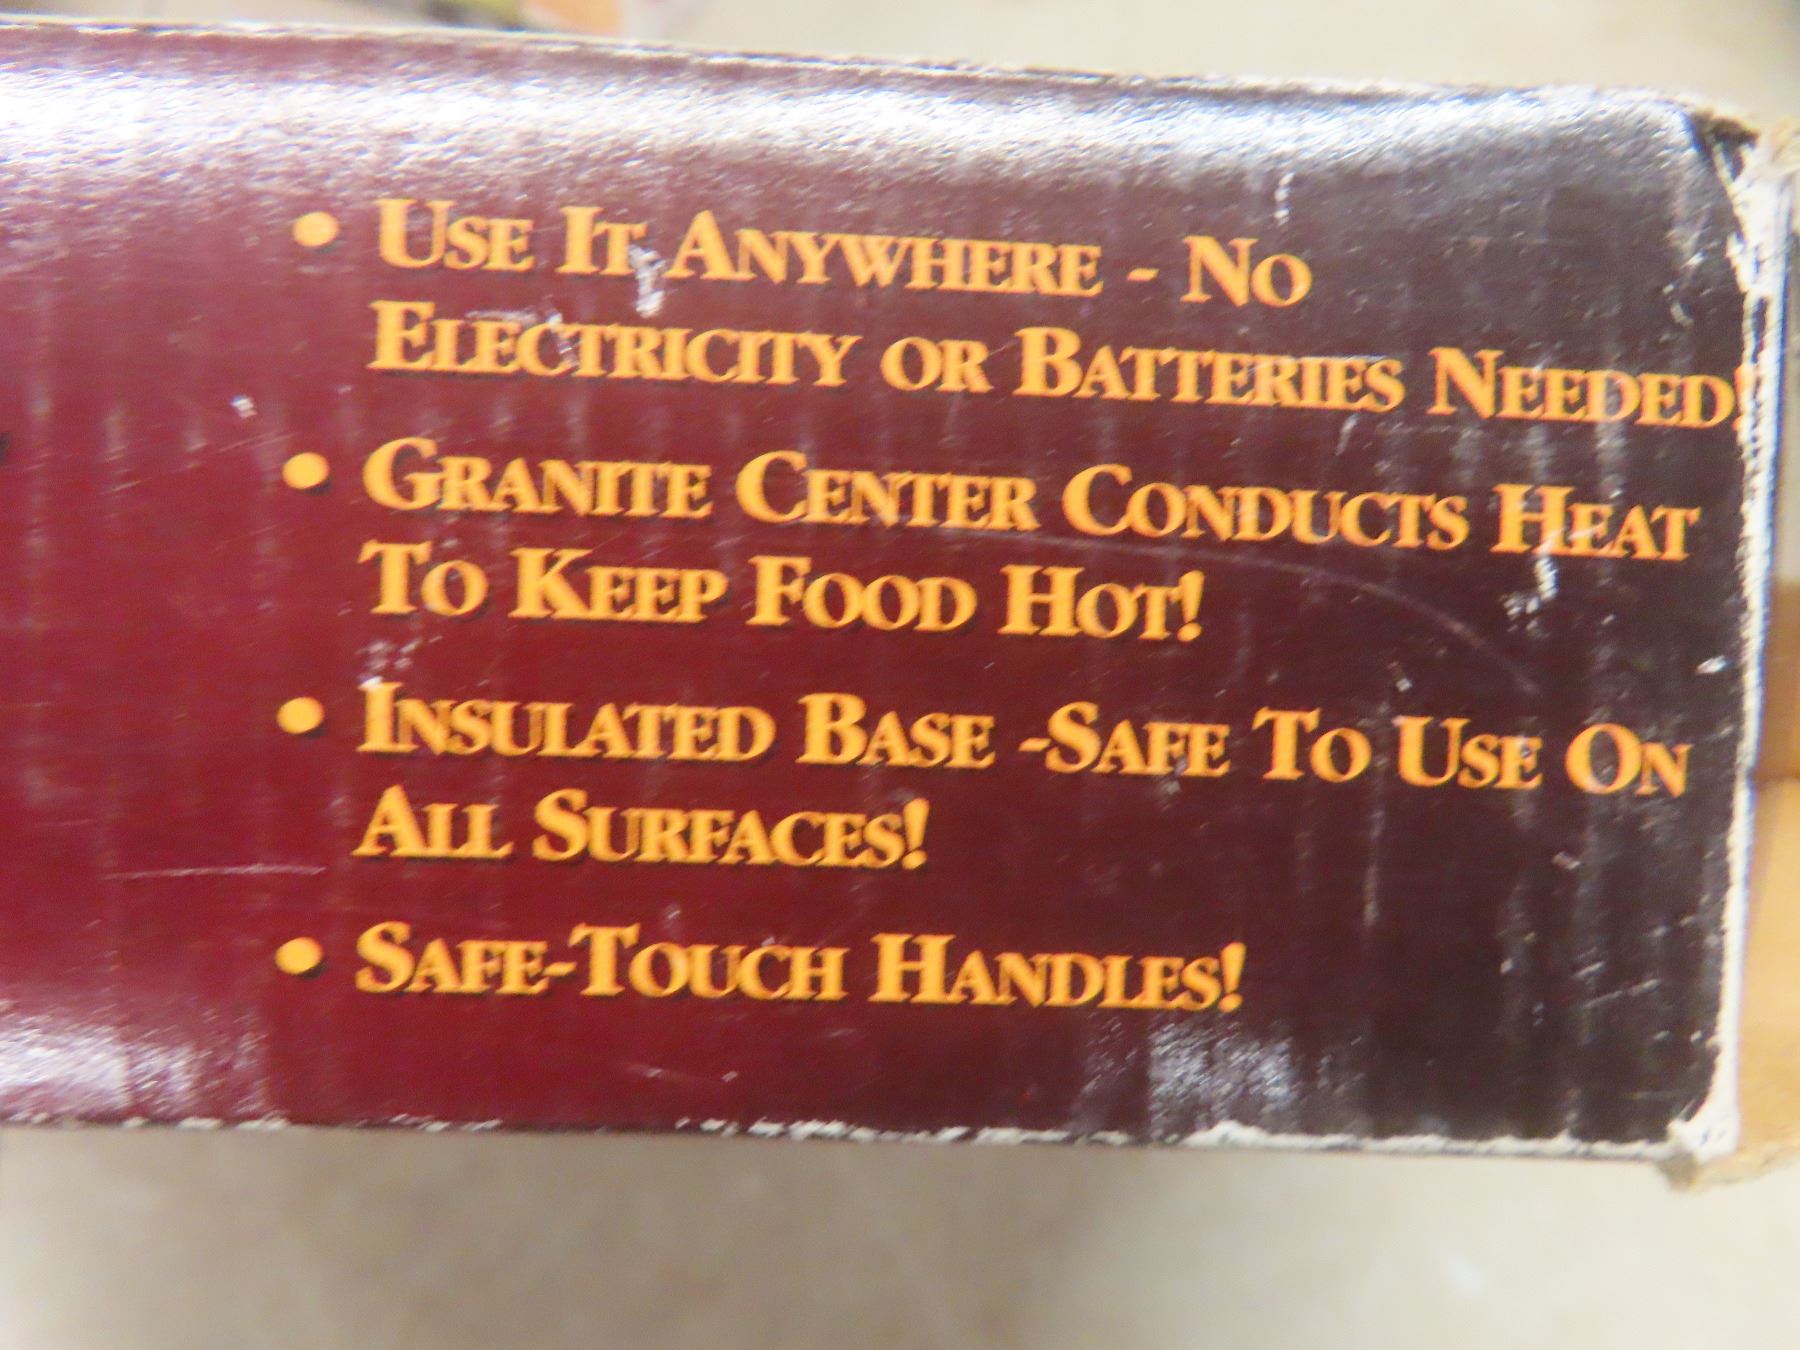 • Use It Anywhere - No
Electricity or Batteries Needed!
• Granite Center Conducts Heat
To Keep Food Hot!
• Insulated Base -Safe To Use On
All Surfaces!
• Safe-Touch Handles!